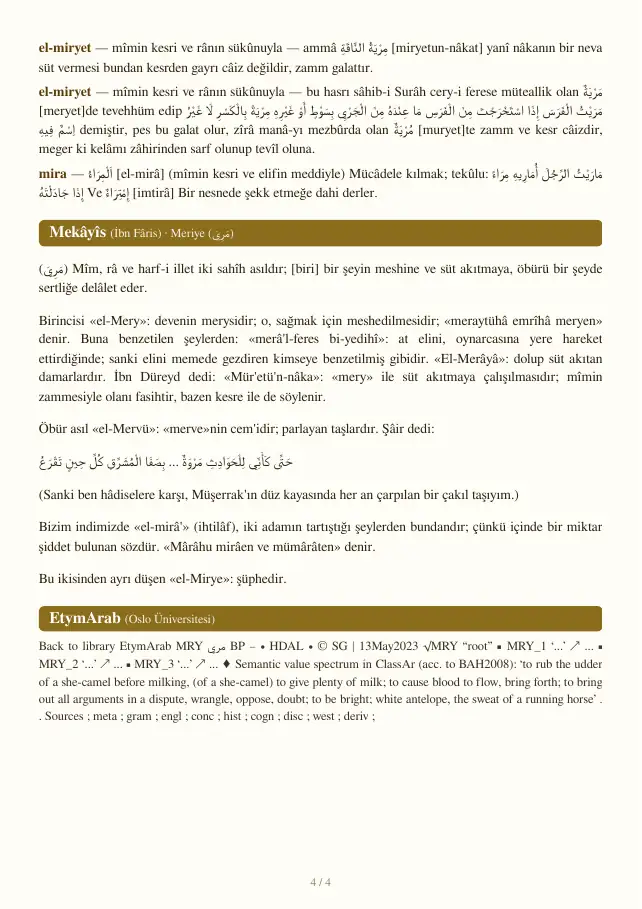 el-miryet — mîmin kesri ve rânın sükûnuyla — ammâ مِرْيَةُ النَّاقَةِ [miryetun-nâkat] yanî nâkanın bir neva
süt vermesi bundan kesrden gayrı câiz değildir, zamm galattır.
el-miryet — mîmin kesri ve rânın sükûnuyla — bu hasrı sâhib-i Surâh cery-i ferese müteallik olan مَرْيَةٌ
[meryet]de tevehhüm edip مَرَيْتُ الْفَرَسَ إِذَا اسْتَخْرَجْتَ مِنَ الْفَرَسِ مَا عِنْدَهُ مِنَ الْجَرْيِ بِسَوْطٍ أَوْ غَيْرِهِ مِرْيَةً بِالْكَسْرِ لَا غَيْرُ
اِسْمٌ فِيهِ demiştir, pes bu galat olur, zîrâ manâ-yı mezbûrda olan مُرْيَةٌ [muryet]te zamm ve kesr câizdir,
meger ki kelâmı zâhirinden sarf olunup tevîl oluna.
mira — اَلْمِرَاءُ [el-mirâ] (mîmin kesri ve elifin meddiyle) Mücâdele kılmak; tekûlu: مَارَيْتُ الرَّجُلَ أُمَارِيهِ مِرَاءً
إِذَا جَادَلْتَهُ Ve إِمْتِرَاءٌ [imtirâ] Bir nesnede şekk etmeğe dahi derler.
Mekâyîs (İbn Fâris) · Meriye (مَرِيَ)
(مَرِيَ) Mîm, râ ve harf-i illet iki sahîh asıldır; [biri] bir şeyin meshine ve süt akıtmaya, öbürü bir şeyde
sertliğe delâlet eder.
Birincisi «el-Mery»: devenin merysidir; o, sağmak için meshedilmesidir; «meraytühâ emrîhâ meryen»
denir. Buna benzetilen şeylerden: «merâ'l-feres bi-yedihî»: at elini, oynarcasına yere hareket
ettirdiğinde; sanki elini memede gezdiren kimseye benzetilmiş gibidir. «El-Merâyâ»: dolup süt akıtan
damarlardır. İbn Düreyd dedi: «Mür'etü'n-nâka»: «mery» ile süt akıtmaya çalışılmasıdır; mîmin
zammesiyle olanı fasihtir, bazen kesre ile de söylenir.
Öbür asıl «el-Mervü»: «merve»nin cem'idir; parlayan taşlardır. Şâir dedi:
حَتَّى كَأَنِّي لِلْحَوَادِثِ مَرْوَةٌ ... بِصَفَا الْمُشَرَّقِ كُلَّ حِينٍ تُقْرَعُ
(Sanki ben hâdiselere karşı, Müşerrak'ın düz kayasında her an çarpılan bir çakıl taşıyım.)
Bizim indimizde «el-mirâ'» (ihtilâf), iki adamın tartıştığı şeylerden bundandır; çünkü içinde bir miktar
şiddet bulunan sözdür. «Mârâhu mirâen ve mümârâten» denir.
Bu ikisinden ayrı düşen «el-Mirye»: şüphedir.
EtymArab (Oslo Üniversitesi)
Back to library EtymArab MRY مري BP – • HDAL • © SG | 13May2023 √MRY “root” ▪ MRY_1 ‘...’ ↗ ... ▪
MRY_2 ‘...’ ↗ ... ▪ MRY_3 ‘...’ ↗ ... ♦ Semantic value spectrum in ClassAr (acc. to BAH2008): ‘to rub the udder
of a she-camel before milking, (of a she-camel) to give plenty of milk; to cause blood to flow, bring forth; to bring
out all arguments in a dispute, wrangle, oppose, doubt; to be bright; white antelope, the sweat of a running horse’ .
. Sources ; meta ; gram ; engl ; conc ; hist ; cogn ; disc ; west ; deriv ;
4 / 4